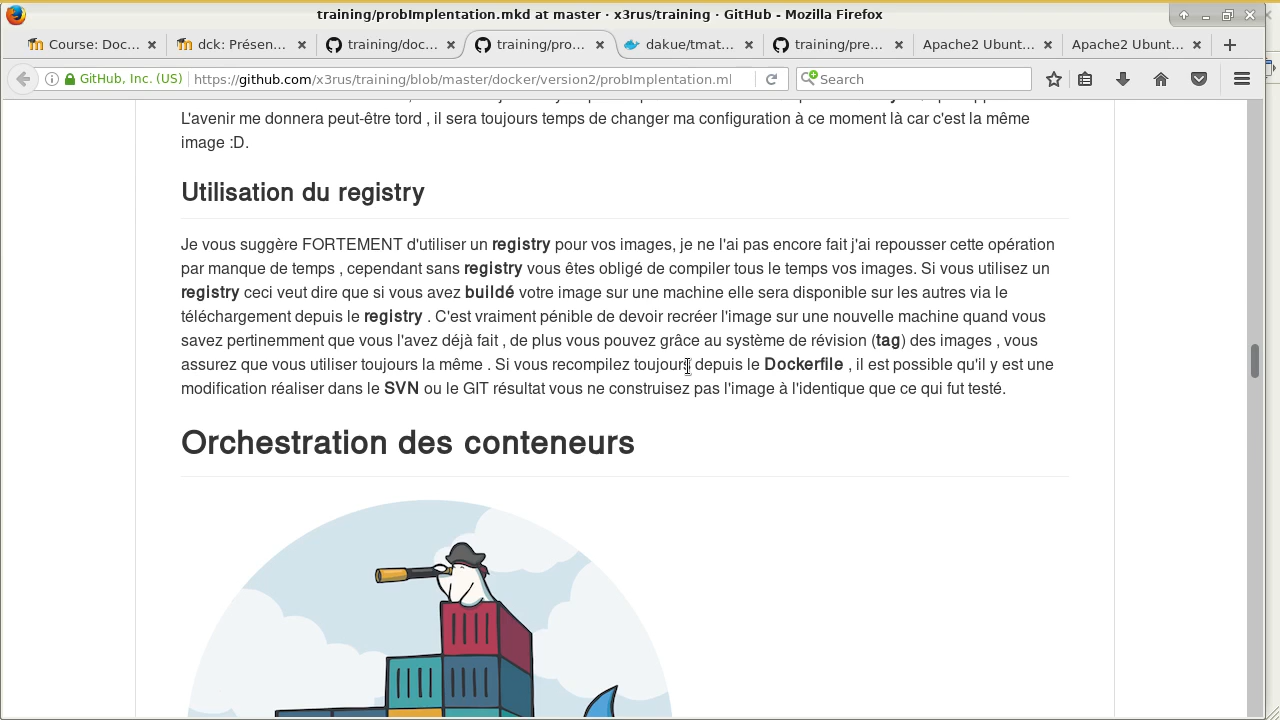 training/probImplentation.mkd at master · x3rus/training · GitHub - Mozilla Firefox
Course: Doc...
dck: Présen...
training/doc...
training/pro...
dakue/tmat...
training/pre...
Apache2 Ubunt...
Apache2 Ubunt...
GitHub, Inc. (US)
https://github.com/x3rus/training/blob/master/docker/version2/probImplentation.ml
Search
L'avenir me donnera peut-être tord , il sera toujours temps de changer ma configuration à ce moment là car c'est la même
image :D.
Utilisation du registry
Je vous suggère FORTEMENT d'utiliser un registry pour vos images, je ne l'ai pas encore fait j'ai repousser cette opération
par manque de temps , cependant sans registry vous êtes obligé de compiler tous le temps vos images. Si vous utilisez un
registry ceci veut dire que si vous avez buildé votre image sur une machine elle sera disponible sur les autres via le
téléchargement depuis le registry . C'est vraiment pénible de devoir recréer l'image sur une nouvelle machine quand vous
savez pertinemment que vous l'avez déjà fait , de plus vous pouvez grâce au système de révision (tag) des images , vous
assurez que vous utiliser toujours la même . Si vous recompilez toujours depuis le Dockerfile , il est possible qu'il y est une
modification réaliser dans le SVN ou le GIT résultat vous ne construisez pas l'image à l'identique que ce qui fut testé.
Orchestration des conteneurs